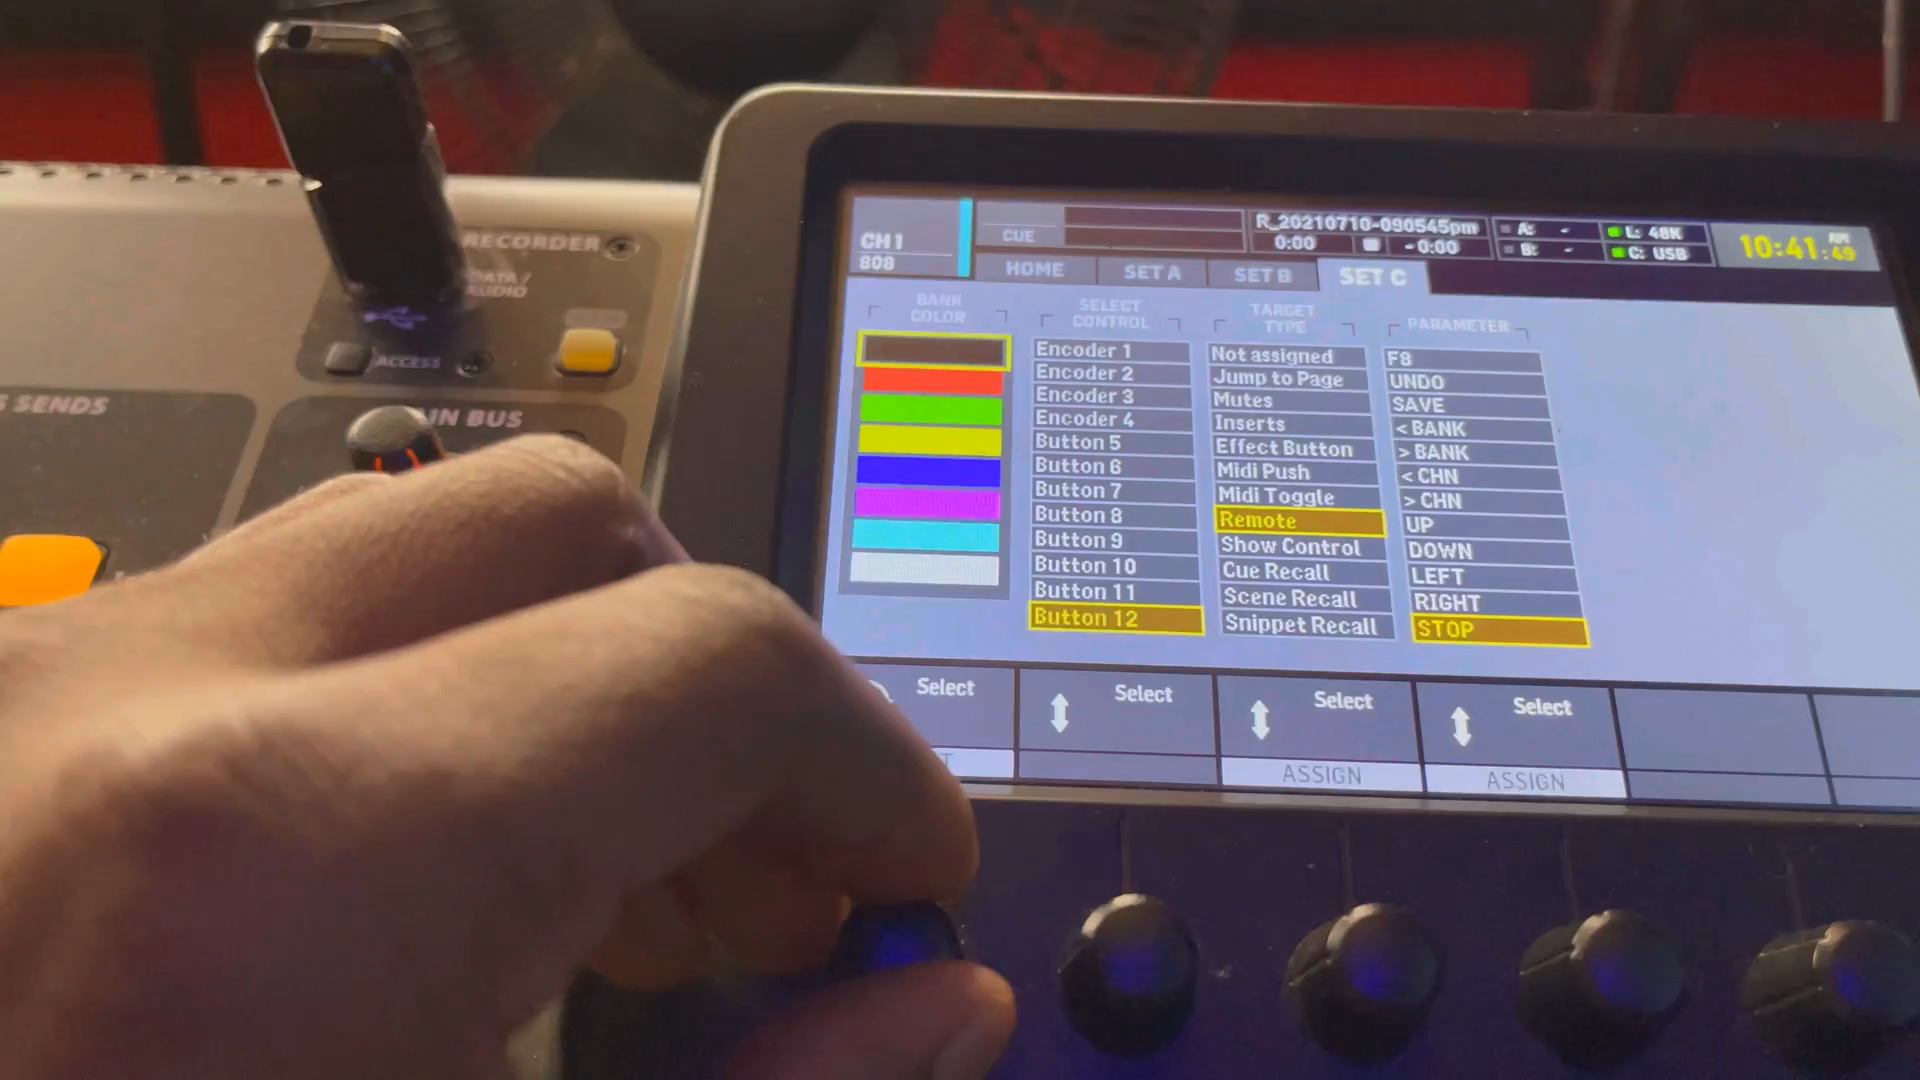 RECORDER
DATA /
AUDIO
ACCESS
S SENDS
AIN BUS
CH1
808
CUE
R_20210710-090545pm
0:00
-0:00
A: -
B: -
L: 48K
C: USB
10:41:49 AM
HOME
SET A
SET B
SET C
BANK
COLOR
SELECT
CONTROL
Encoder 1
Encoder 2
Encoder 3
Encoder 4
Button 5
Button 6
Button 7
Button 8
Button 9
Button 10
Button 11
Button 12
TARGET
TYPE
Not assigned
Jump to Page
Mutes
Inserts
Effect Button
Midi Push
Midi Toggle
Remote
Show Control
Cue Recall
Scene Recall
Snippet Recall
PARAMETER
F8
UNDO
SAVE
< BANK
> BANK
< CHN
> CHN
UP
DOWN
LEFT
RIGHT
STOP
Select
Select
Select
Select
T
ASSIGN
ASSIGN